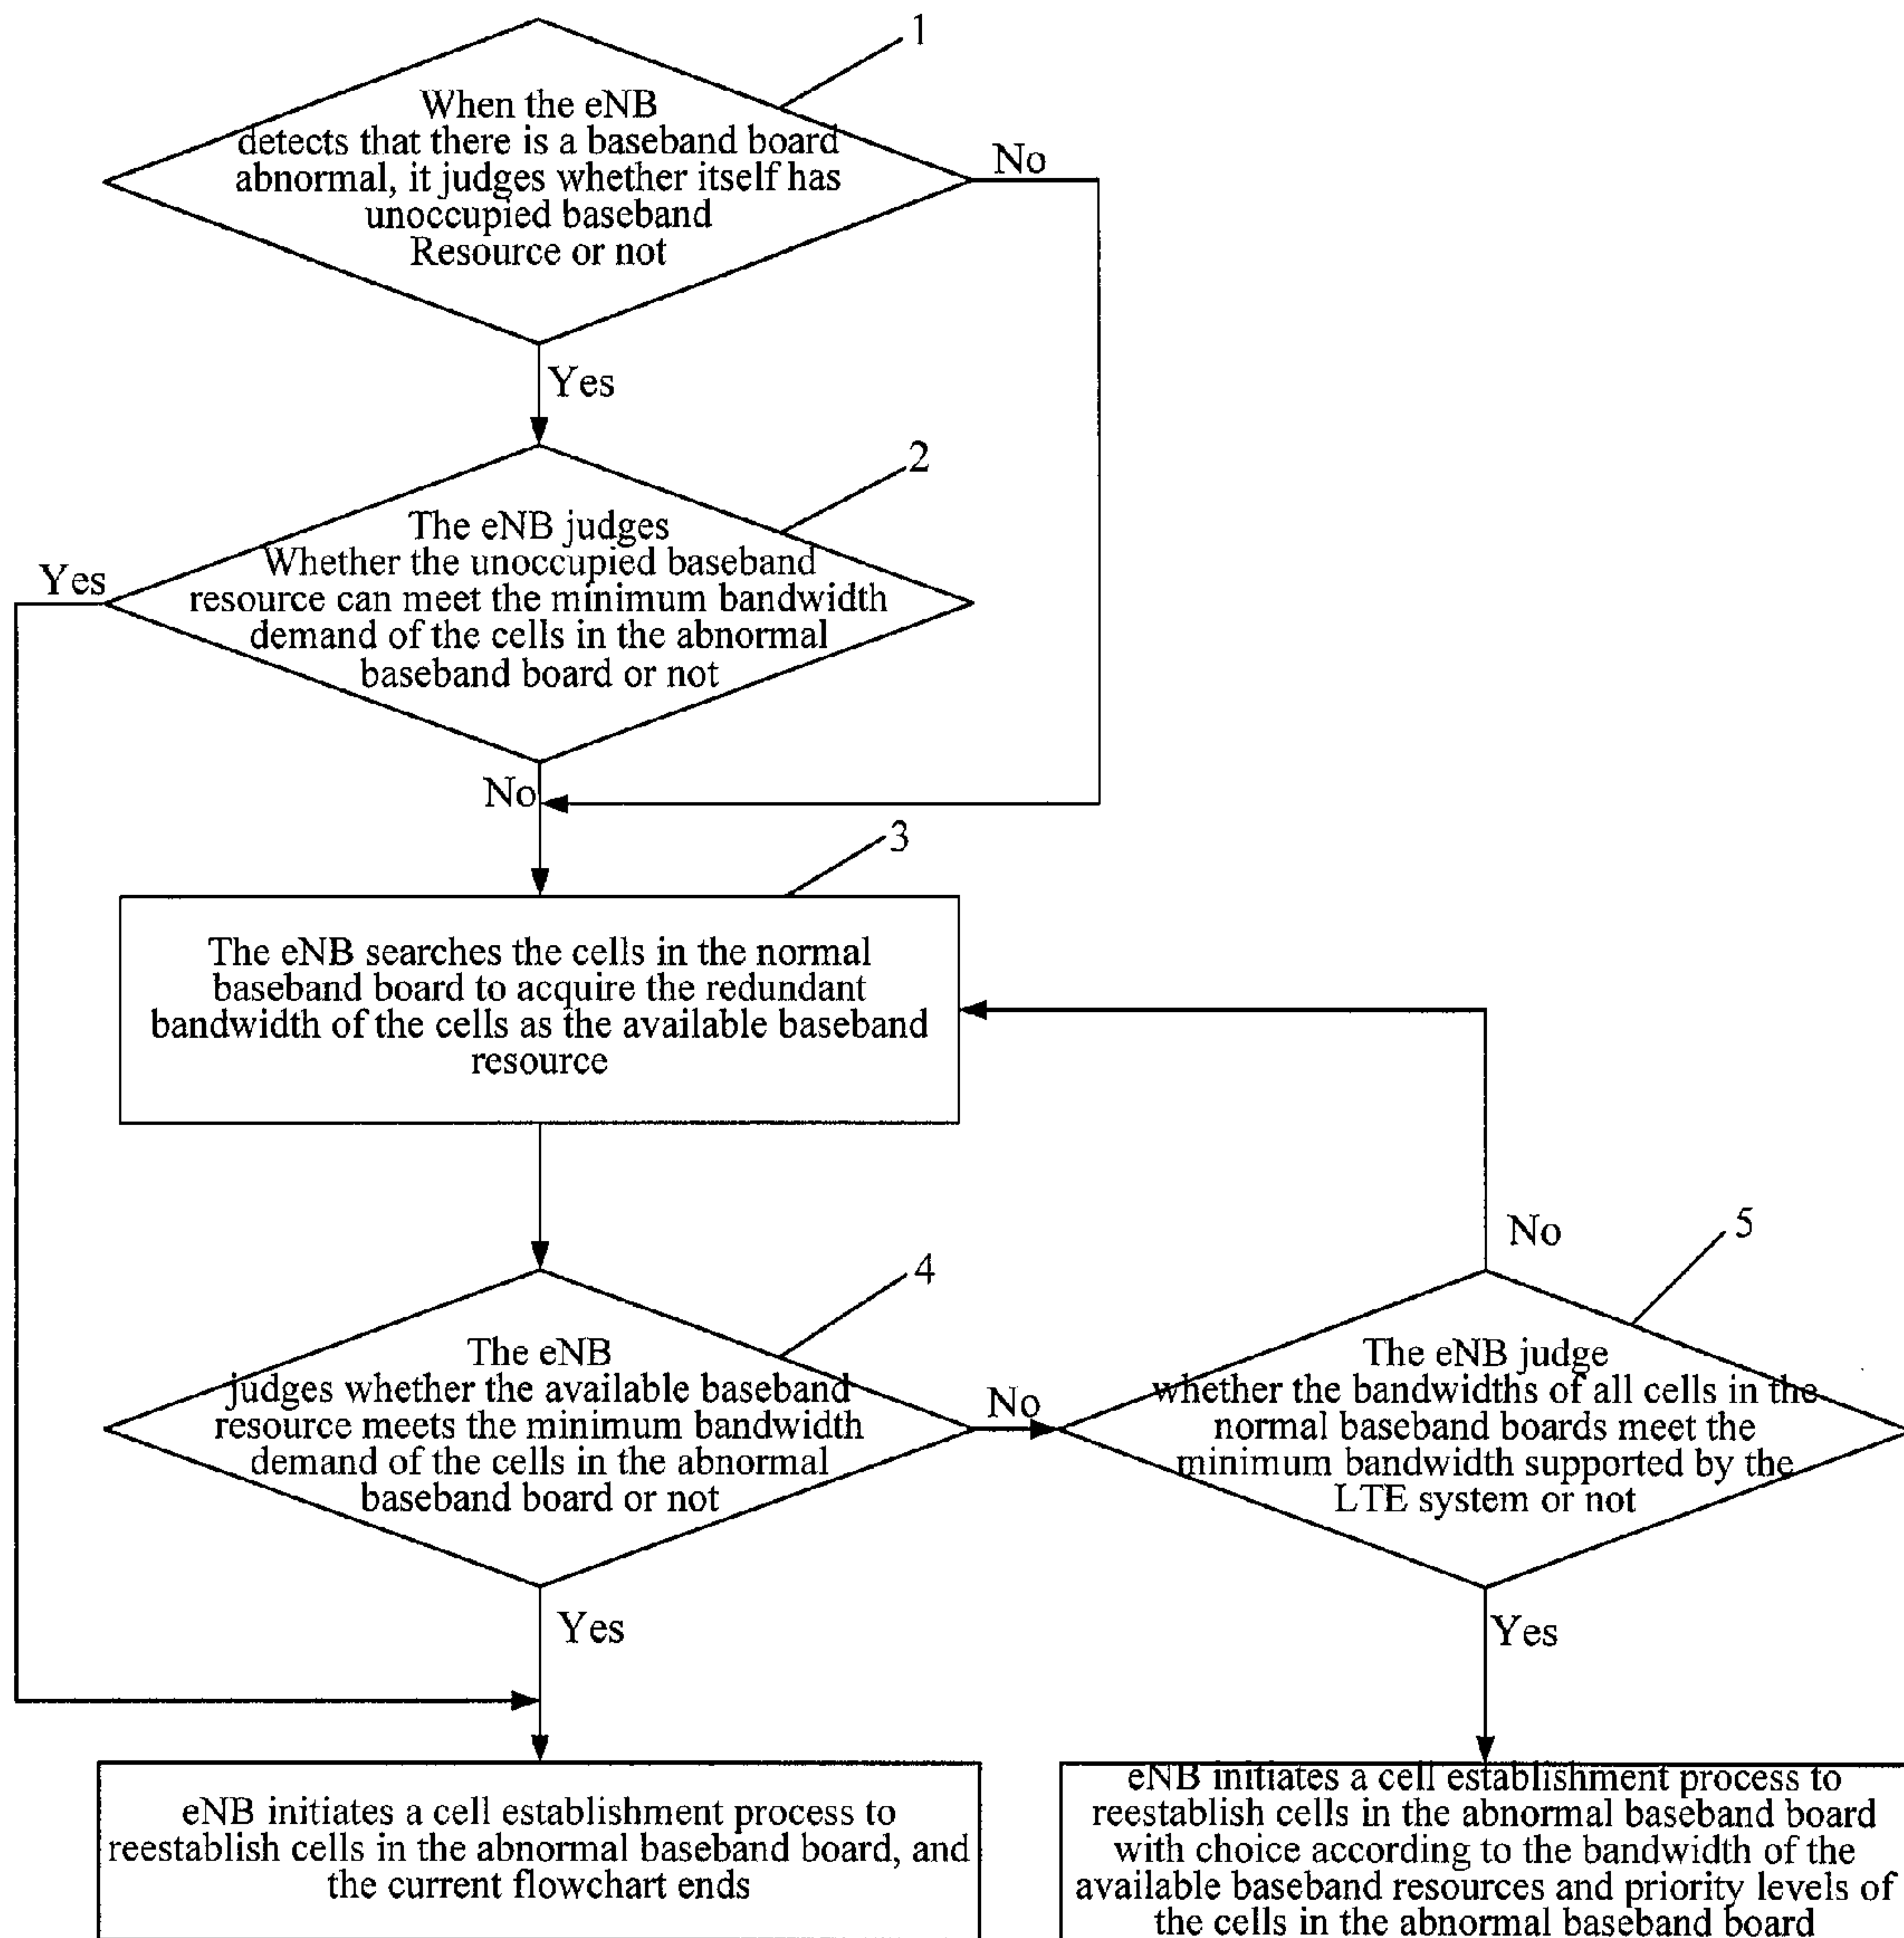 1
When the eNB
detects that there is a baseband board
abnormal, it judges whether itself has
unoccupied baseband
Resource or not
No
Yes
2
The eNB judges
Whether the unoccupied baseband
resource can meet the minimum bandwidth
demand of the cells in the abnormal
baseband board or not
Yes
No
3
The eNB searches the cells in the normal
baseband board to acquire the redundant
bandwidth of the cells as the available baseband
resource
4
The eNB
judges whether the available baseband
resource meets the minimum bandwidth
demand of the cells in the abnormal
baseband board or not
No
Yes
5
No
The eNB judge
whether the bandwidths of all cells in the
normal baseband boards meet the
minimum bandwidth supported by the
LTE system or not
Yes
eNB initiates a cell establishment process to
reestablish cells in the abnormal baseband board, and
the current flowchart ends
eNB initiates a cell establishment process to
reestablish cells in the abnormal baseband board
with choice according to the bandwidth of the
available baseband resources and priority levels of
the cells in the abnormal baseband board